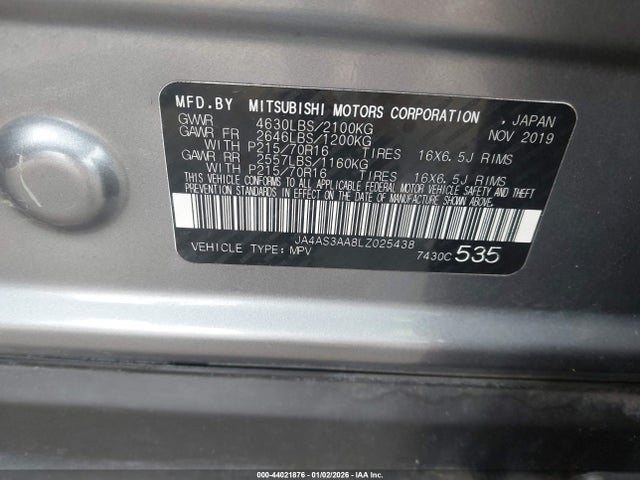 MFD.BY MITSUBISHI MOTORS CORPORATION , JAPAN
GVWR 4630LBS/2100KG NOV 2019
GAWR FR 2646LBS/1200KG
WITH P215/70R16 TIRES 16X6.5J RIMS
GAWR RR 2557LBS/1160KG
WITH P215/70R16 TIRES 16X6.5J RIMS
THIS VEHICLE CONFORMS TO ALL APPLICABLE FEDERAL MOTOR VEHICLE SAFETY AND THEFT
PREVENTION STANDARDS IN EFFECT ON THE DATE OF MANUFACTURE SHOWN ABOVE.
JA4AS3AA8LZ025438
VEHICLE TYPE: MPV 7430C 535
000-44021876 - 01/02/2026 - IAA Inc.